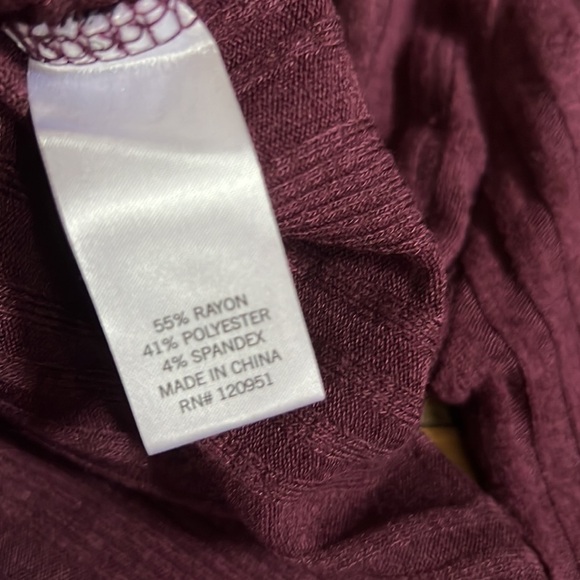 55% RAYON
41% POLYESTER
4% SPANDEX
MADE IN CHINA
RN# 120951